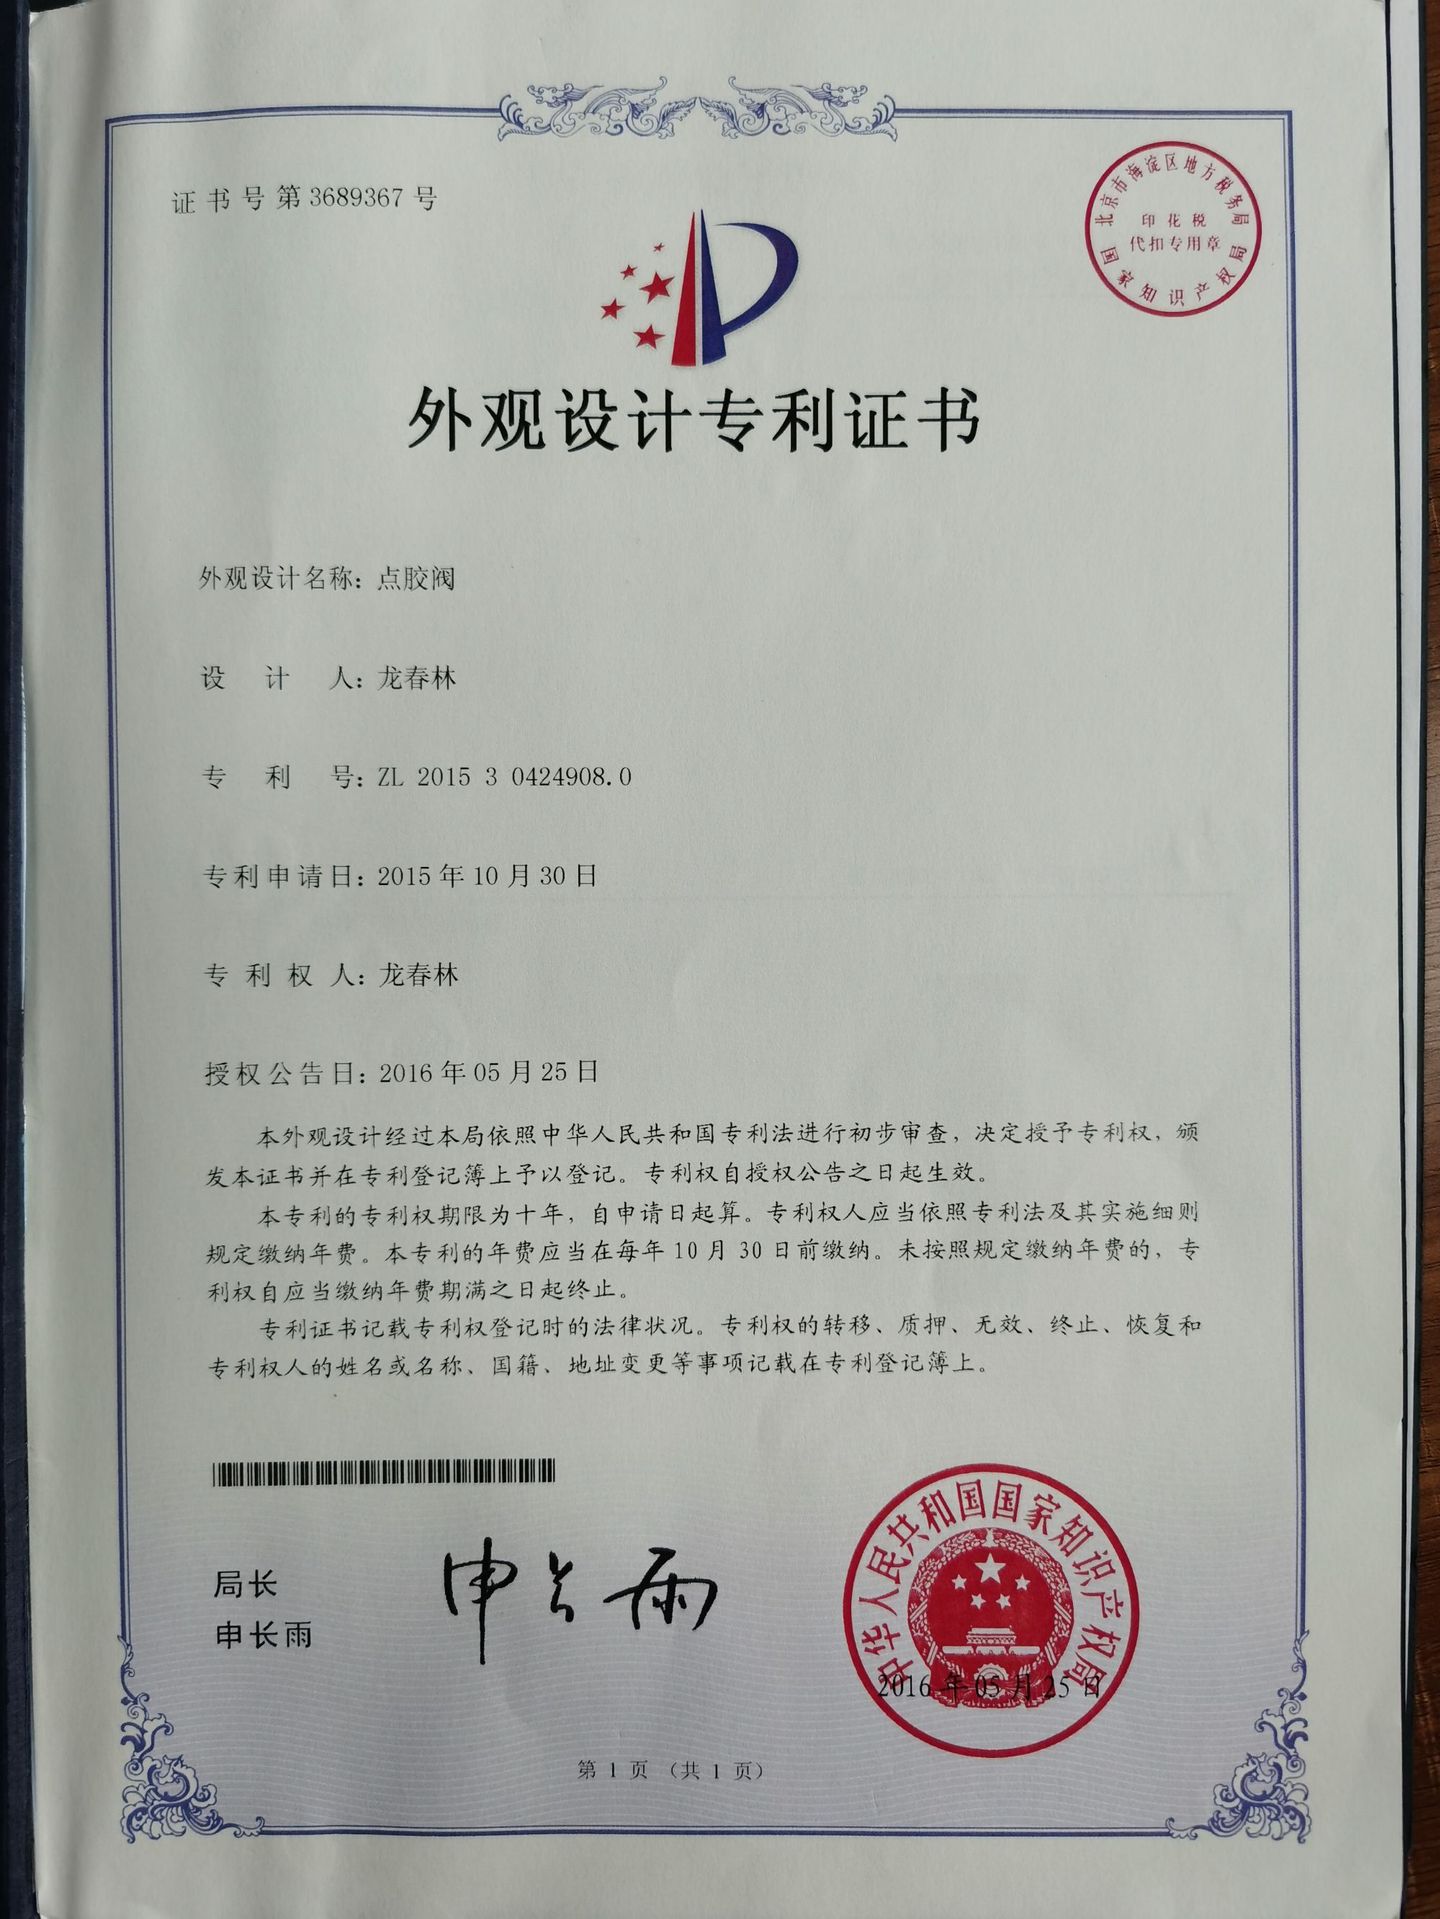 证书号第3689367号
北京市海淀区地方税务局
印花税
代扣专用章
国家知识产权局
外观设计专利证书
外观设计名称：点胶阀
设计人：龙春林
专利号：ZL 2015 3 0424908.0
专利申请日：2015年10月30日
专利权人：龙春林
授权公告日：2016年05月25日
本外观设计经过本局依照中华人民共和国专利法进行初步审查，决定授予专利权，颁
发本证书并在专利登记簿上予以登记。专利权自授权公告之日起生效。
本专利的专利权期限为十年，自申请日起算。专利权人应当依照专利法及其实施细则
规定缴纳年费。本专利的年费应当在每年10月30日前缴纳。未按照规定缴纳年费的，专
利权自应当缴纳年费期满之日起终止。
专利证书记载专利权登记时的法律状况。专利权的转移、质押、无效、终止、恢复和
专利权人的姓名或名称、国籍、地址变更等事项记载在专利登记簿上。
局长
申长雨
申长雨
中华人民共和国国家知识产权局
2016年05月25日
第 1 页 （共 1 页）